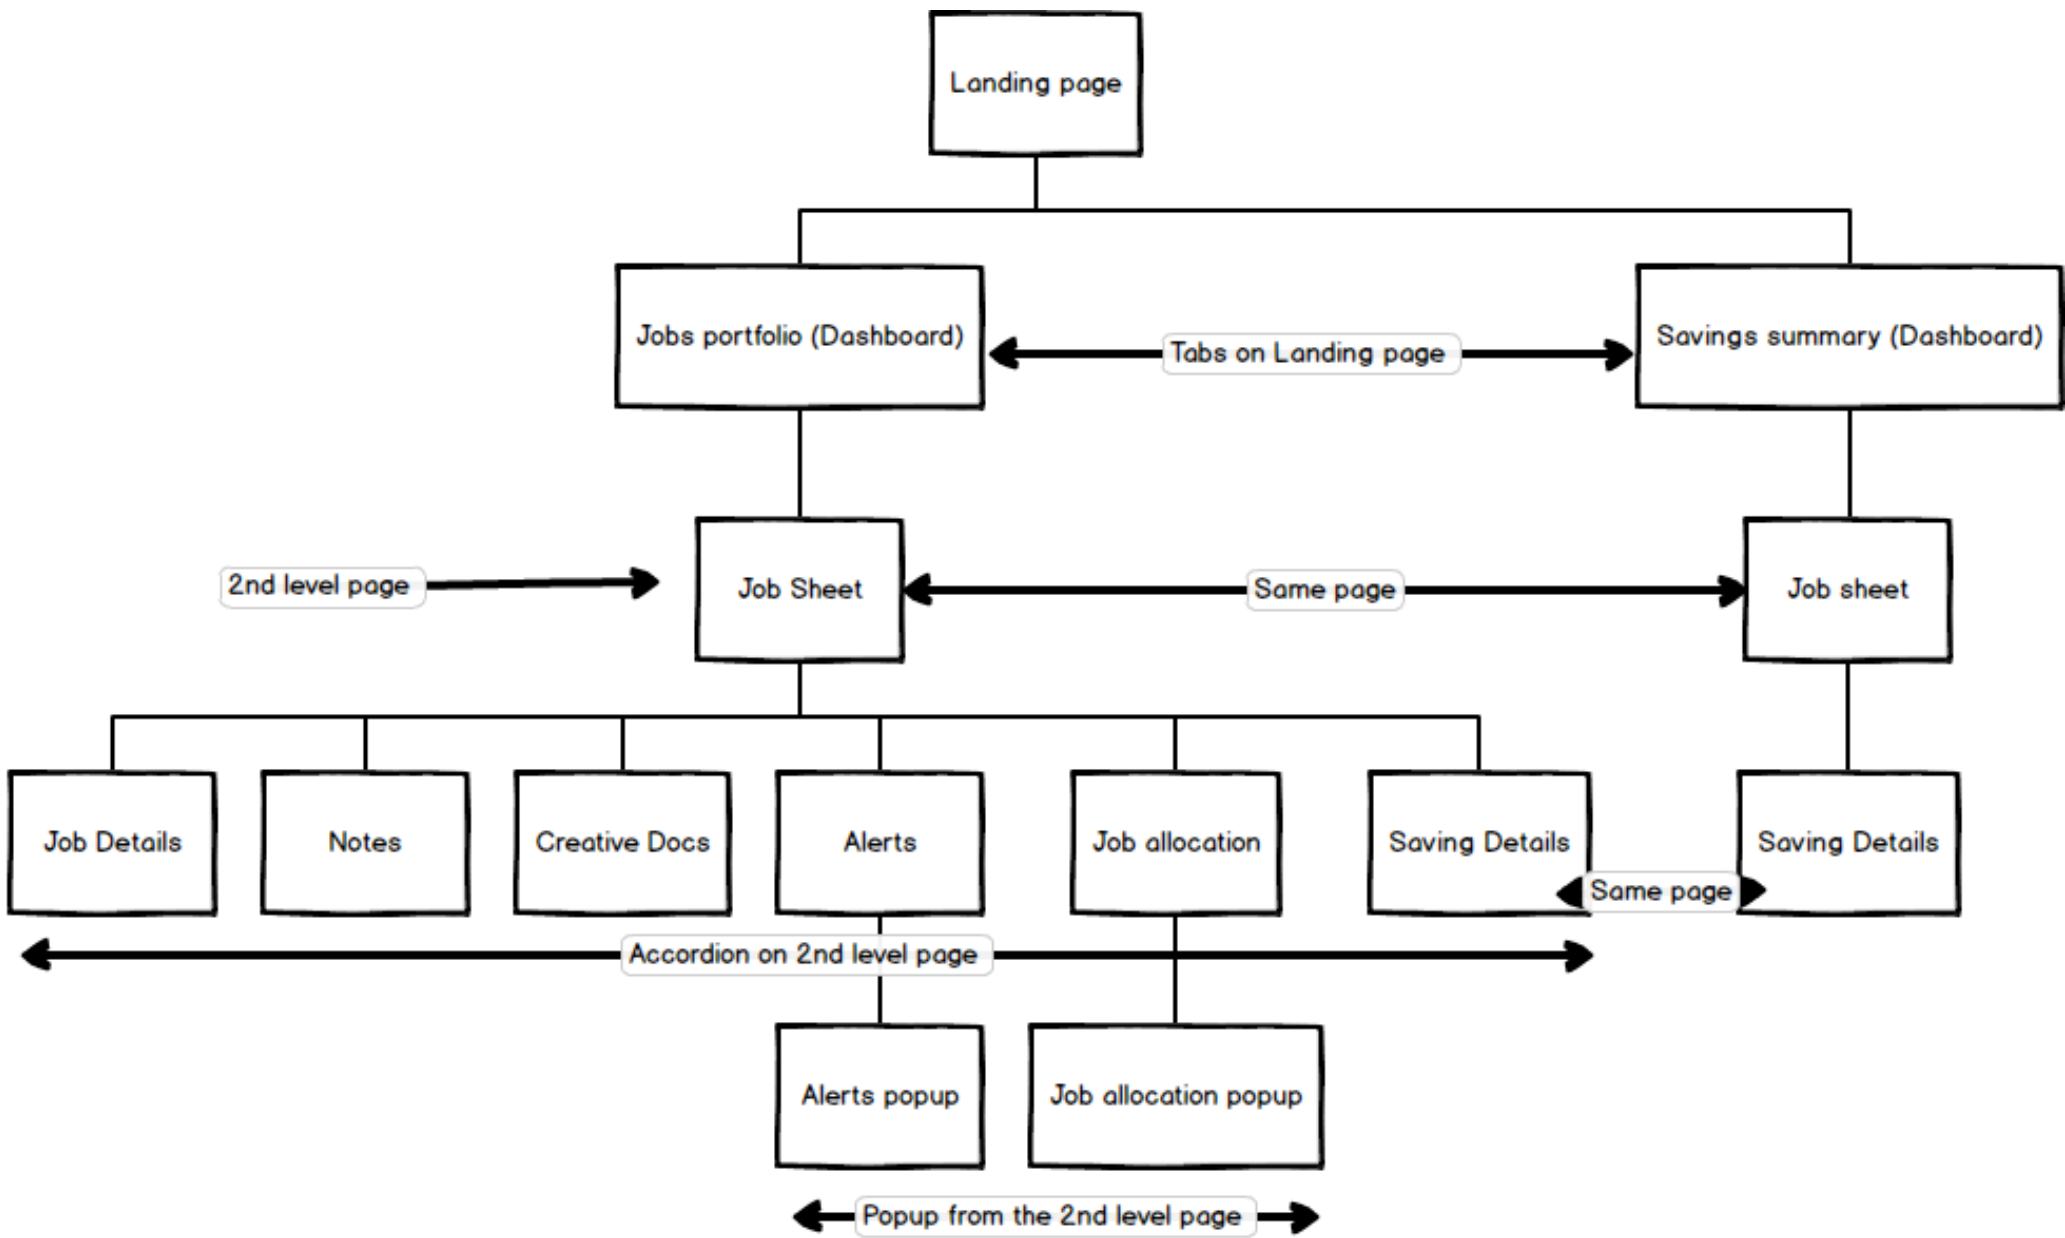 Landing page
Jobs portfolio (Dashboard)
Tabs on Landing page
Savings summary (Dashboard)
2nd level page
Job Sheet
Same page
Job sheet
Job Details
Notes
Creative Docs
Alerts
Job allocation
Saving Details
Same page
Saving Details
Accordion on 2nd level page
Alerts popup
Job allocation popup
Popup from the 2nd level page